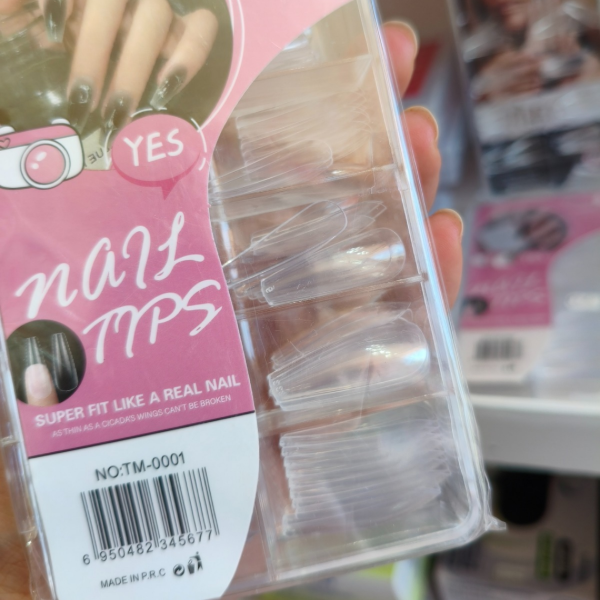 YES
NAIL
TIPS
SUPER FIT LIKE A REAL NAIL
AS THIN AS A CICADA'S WINGS CAN'T BE BROKEN
NO:TM-0001
6 950482 345677
MADE IN P.R.C